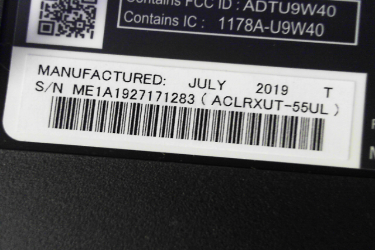 Contains FCC ID : ADTU9W40
Contains IC : 1178A-U9W40
MANUFACTURED: JULY 2019 T
S/N ME1A1927171283 ( ACLRXUT-55UL )